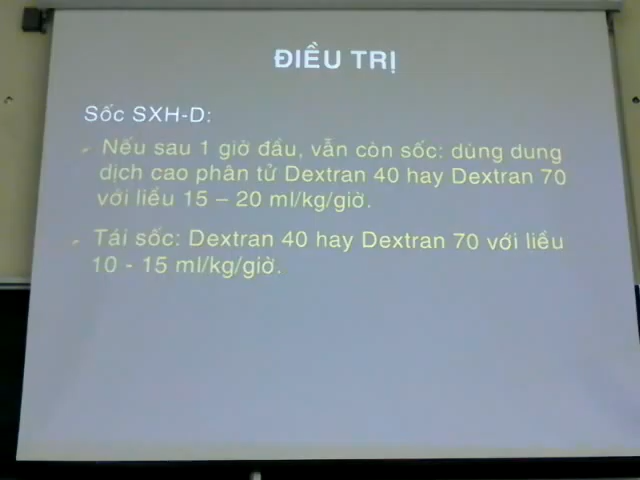 ĐIỀU TRỊ
Sốc SXH-D:
Nếu sau 1 giờ đầu, vẫn còn sốc: dùng dung
dịch cao phân tử Dextran 40 hay Dextran 70
với liều 15 – 20 ml/kg/giờ.
Tái sốc: Dextran 40 hay Dextran 70 với liều
10 - 15 ml/kg/giờ.